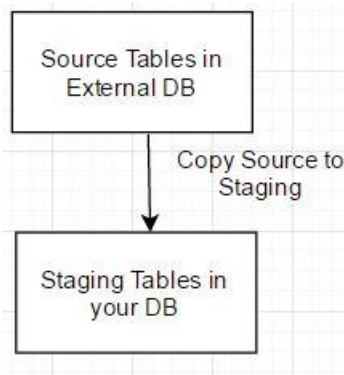 Source Tables in
External DB
Copy Source to
Staging
Staging Tables in
your DB